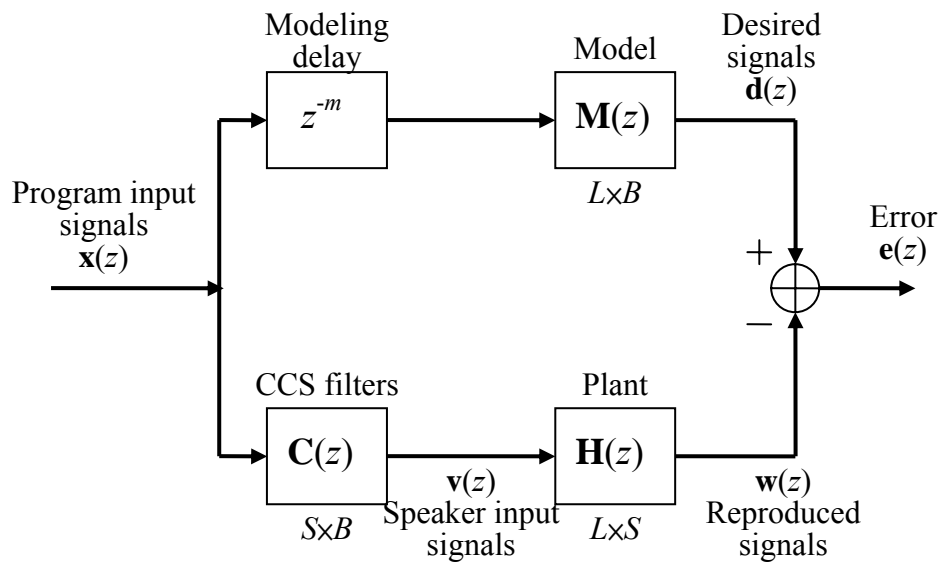 Modeling
delay
z^{-m}
Model
M(z)
L×B
Desired
signals
d(z)
Program input
signals
x(z)
+
−
Error
e(z)
CCS filters
C(z)
S×B
v(z)
Speaker input
signals
Plant
H(z)
L×S
w(z)
Reproduced
signals